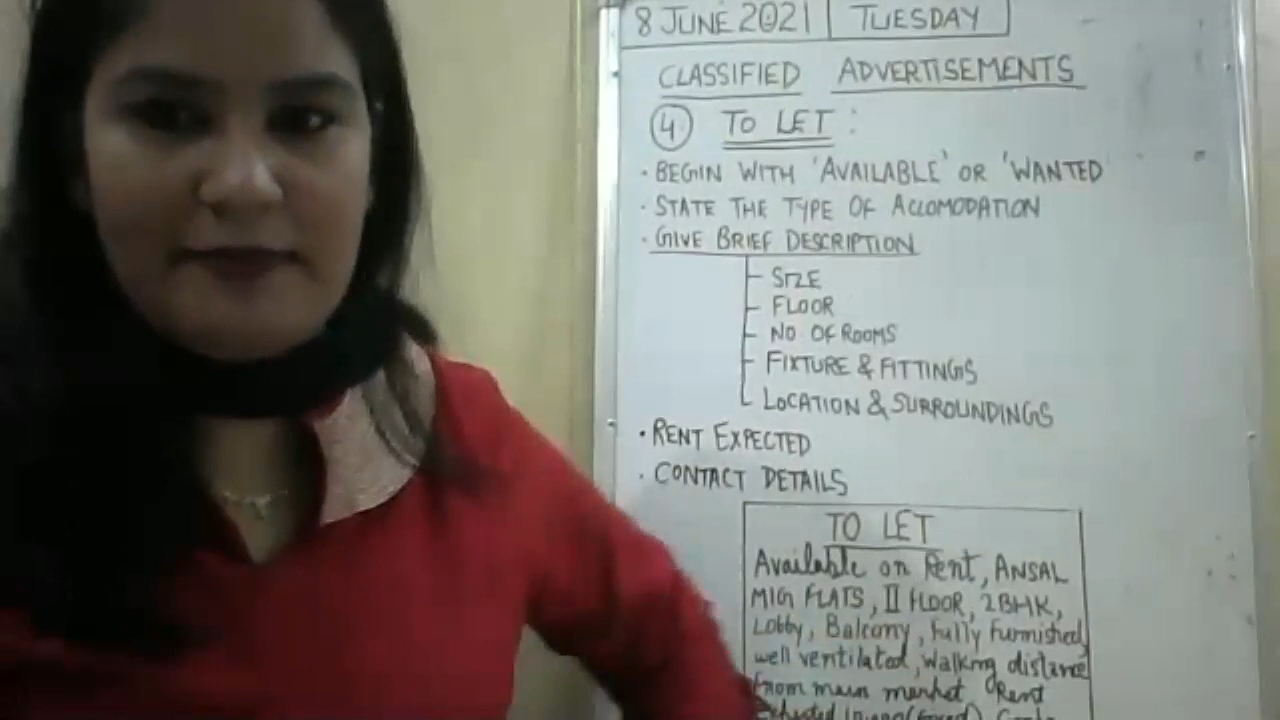 8 JUNE 2021 | TUESDAY
CLASSIFIED ADVERTISEMENTS
4 TO LET :
· BEGIN WITH 'AVAILABLE' OR 'WANTED
· STATE THE TYPE OF ACCOMODATION
· GIVE BRIEF DESCRIPTION
SIZE
FLOOR
NO OF ROOMS
FIXTURE & FITTINGS
LOCATION & SURROUNDINGS
· RENT EXPECTED
· CONTACT DETAILS
TO LET
Available on Rent, ANSAL
MIG FLATS, II FLOOR, 2BHK,
Lobby, Balcony, Fully Furnished,
well ventilated, walking distance
from main market. Rent